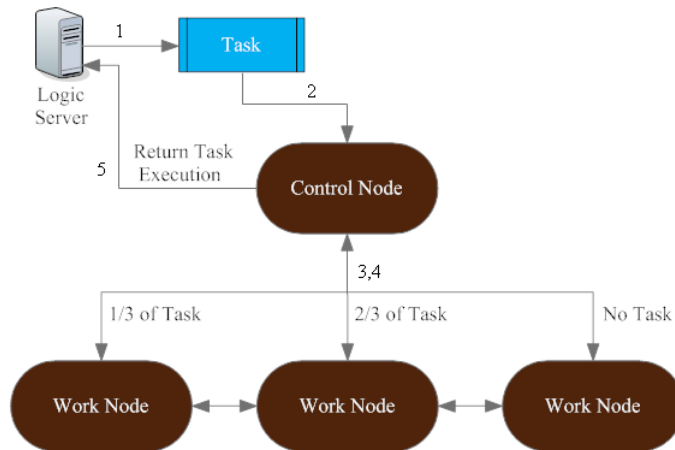 1
Task
Logic
Server
2
5
Return Task
Execution
Control Node
3,4
1/3 of Task
2/3 of Task
No Task
Work Node
Work Node
Work Node